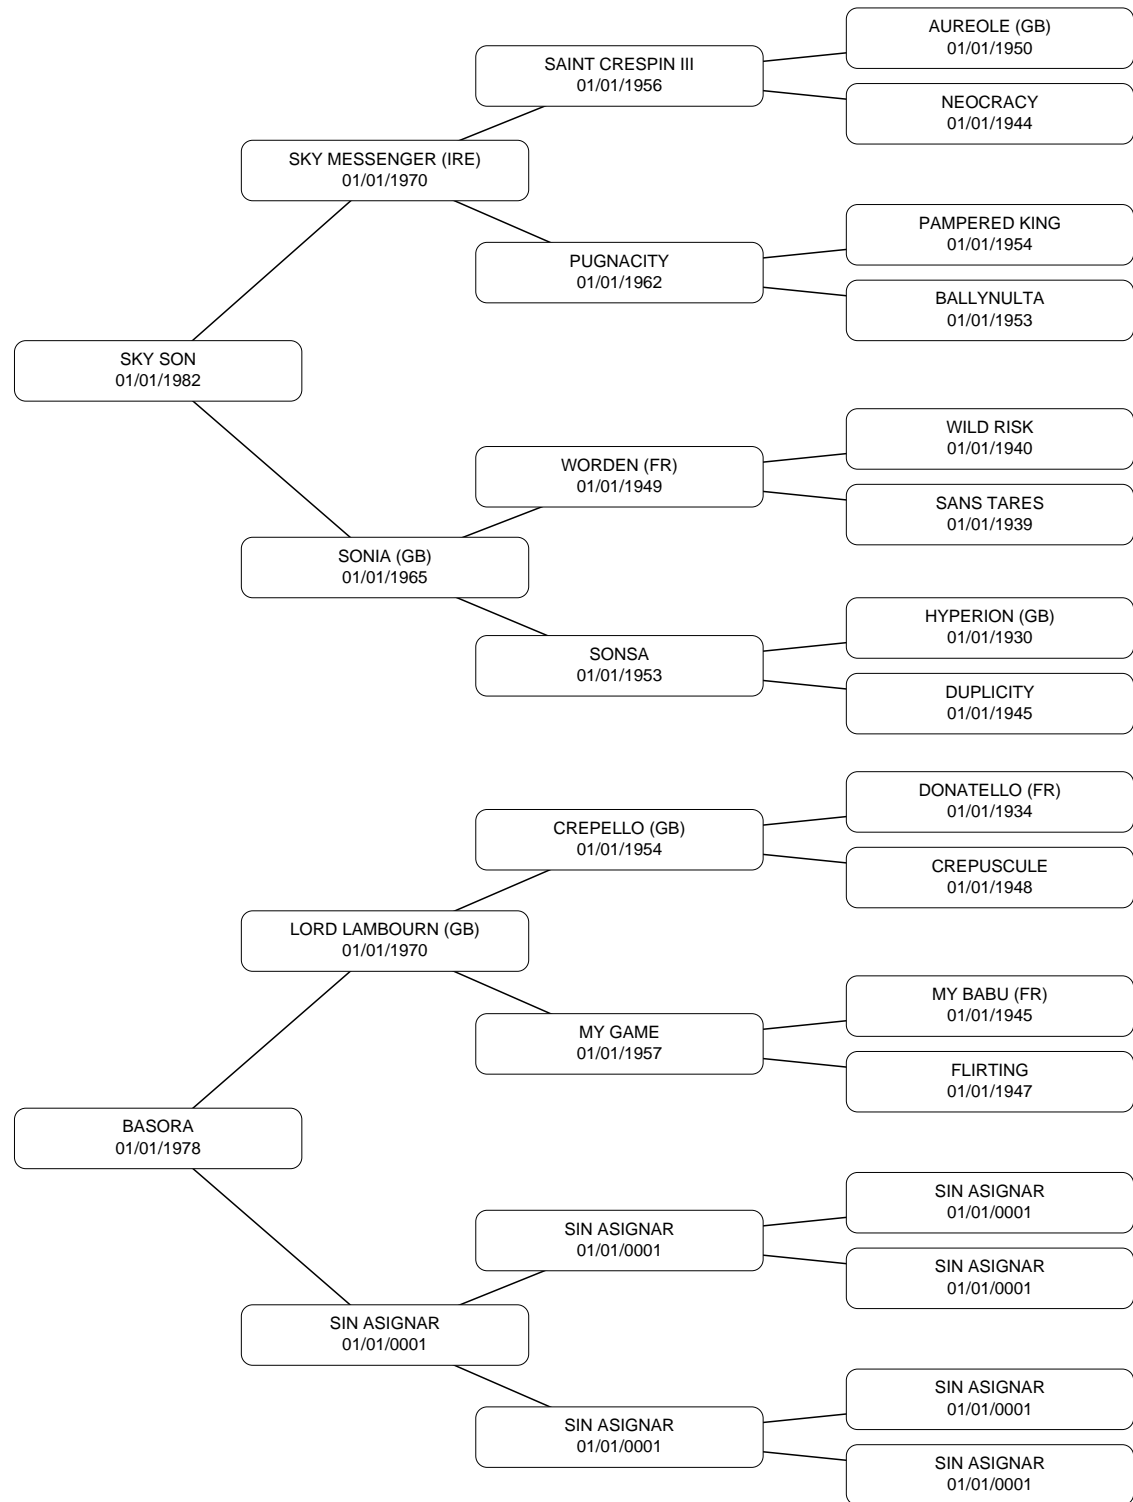 AUREOLE (GB)
01/01/1950
SAINT CRESPIN III
01/01/1956
NEOCRACY
01/01/1944
SKY MESSENGER (IRE)
01/01/1970
PAMPERED KING
01/01/1954
PUGNACITY
01/01/1962
BALLYNULTA
01/01/1953
SKY SON
01/01/1982
WILD RISK
01/01/1940
WORDEN (FR)
01/01/1949
SANS TARES
01/01/1939
SONIA (GB)
01/01/1965
HYPERION (GB)
01/01/1930
SONSA
01/01/1953
DUPLICITY
01/01/1945
DONATELLO (FR)
01/01/1934
CREPELLO (GB)
01/01/1954
CREPUSCULE
01/01/1948
LORD LAMBOURN (GB)
01/01/1970
MY BABU (FR)
01/01/1945
MY GAME
01/01/1957
FLIRTING
01/01/1947
BASORA
01/01/1978
SIN ASIGNAR
01/01/0001
SIN ASIGNAR
01/01/0001
SIN ASIGNAR
01/01/0001
SIN ASIGNAR
01/01/0001
SIN ASIGNAR
01/01/0001
SIN ASIGNAR
01/01/0001
SIN ASIGNAR
01/01/0001